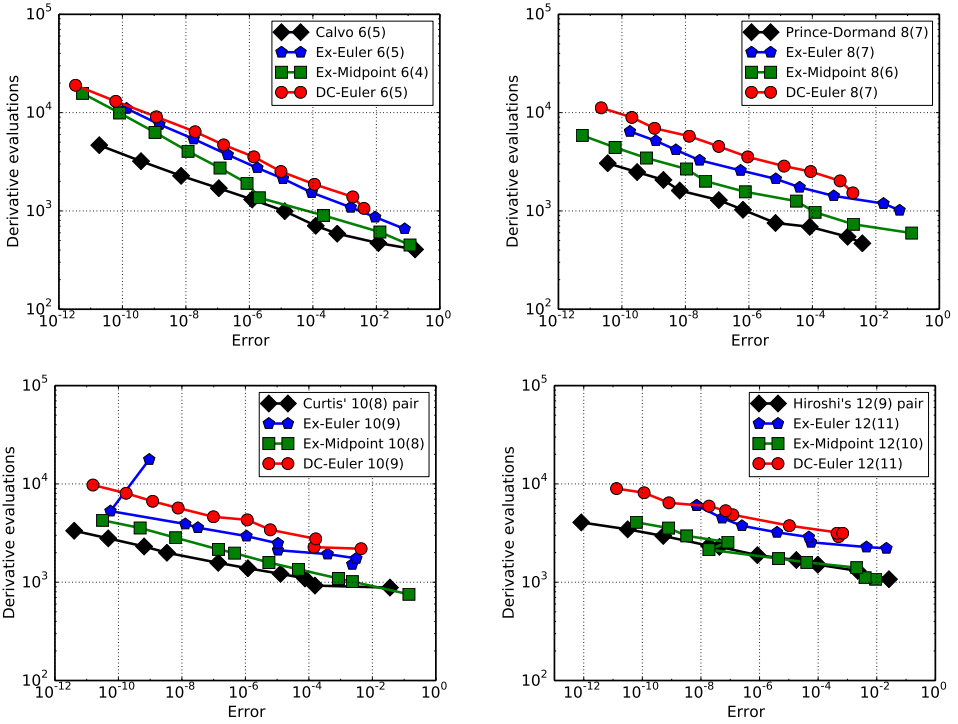 10^5
10^4
10^3
10^2
Derivative evaluations
Calvo 6(5)
Ex-Euler 6(5)
Ex-Midpoint 6(4)
DC-Euler 6(5)
10^-12
10^-10
10^-8
10^-6
10^-4
10^-2
10^0
Error
10^5
10^4
10^3
10^2
Derivative evaluations
Prince-Dormand 8(7)
Ex-Euler 8(7)
Ex-Midpoint 8(6)
DC-Euler 8(7)
10^-12
10^-10
10^-8
10^-6
10^-4
10^-2
10^0
Error
10^5
10^4
10^3
10^2
Derivative evaluations
Curtis' 10(8) pair
Ex-Euler 10(9)
Ex-Midpoint 10(8)
DC-Euler 10(9)
10^-12
10^-10
10^-8
10^-6
10^-4
10^-2
10^0
Error
10^5
10^4
10^3
10^2
Derivative evaluations
Hiroshi's 12(9) pair
Ex-Euler 12(11)
Ex-Midpoint 12(10)
DC-Euler 12(11)
10^-12
10^-10
10^-8
10^-6
10^-4
10^-2
10^0
Error